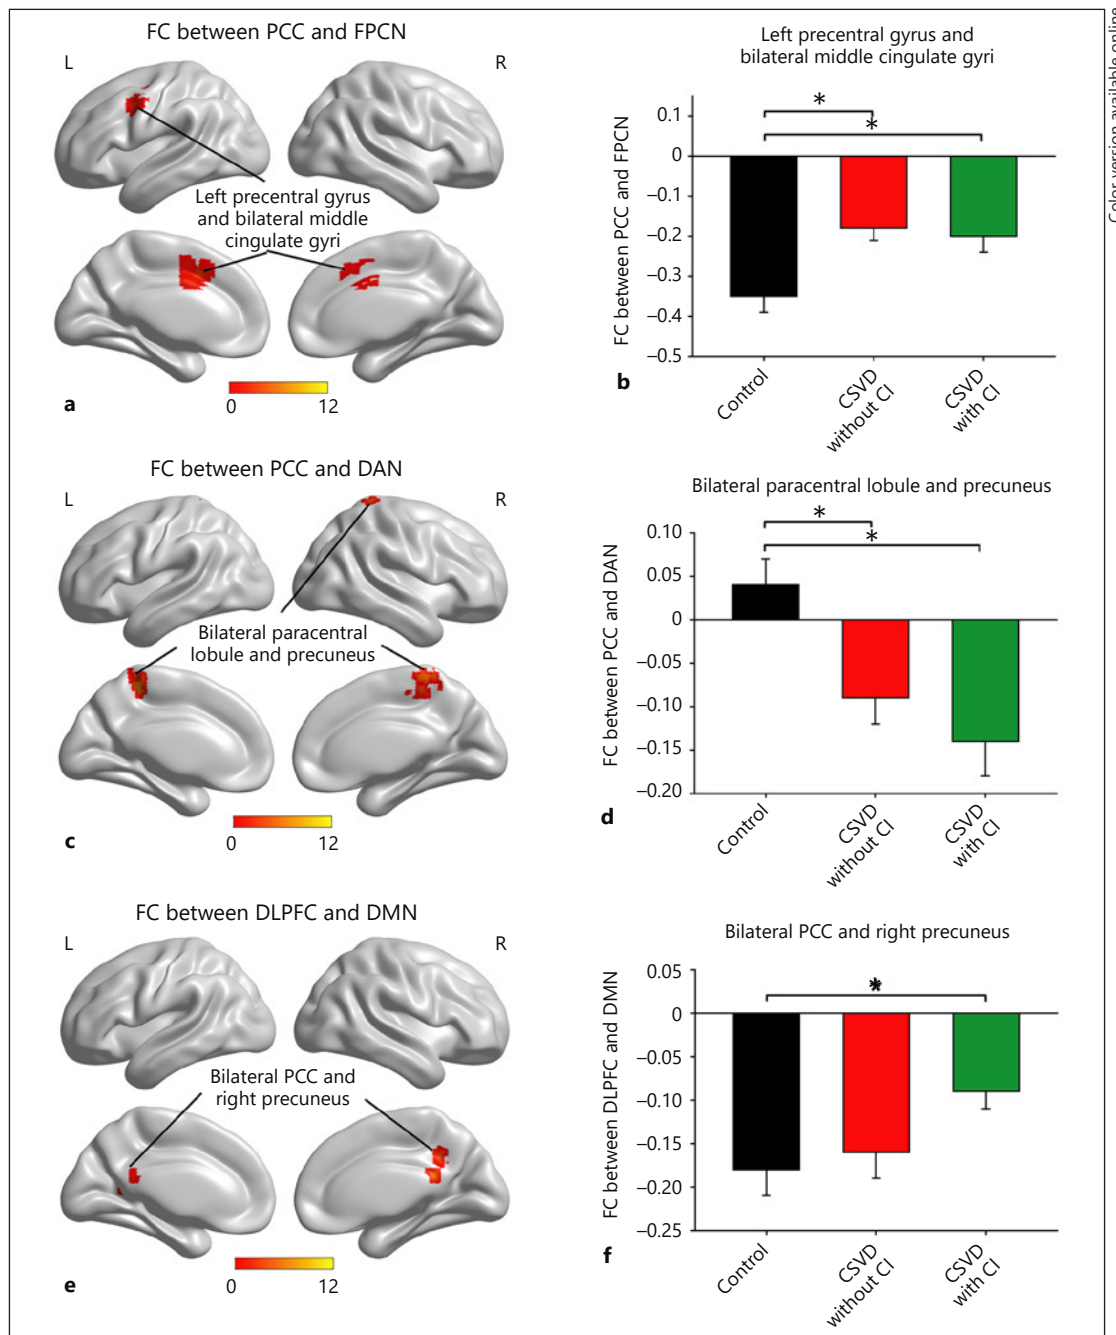 Color version available online
FC between PCC and FPCN
L
R
Left precentral gyrus
and bilateral middle
cingulate gyri
0
12
a
Left precentral gyrus and
bilateral middle cingulate gyri
FC between PCC and FPCN
0.1
0
–0.1
–0.2
–0.3
–0.4
–0.5
*
*
Control
CSVD
without CI
CSVD
with CI
b
FC between PCC and DAN
L
R
Bilateral paracentral
lobule and precuneus
0
12
c
Bilateral paracentral lobule and precuneus
FC between PCC and DAN
0.10
0.05
0
–0.05
–0.10
–0.15
–0.20
*
*
Control
CSVD
without CI
CSVD
with CI
d
FC between DLPFC and DMN
L
R
Bilateral PCC and
right precuneus
0
12
e
Bilateral PCC and right precuneus
FC between DLPFC and DMN
0.05
0
–0.05
–0.10
–0.15
–0.20
–0.25
*
Control
CSVD
without CI
CSVD
with CI
f